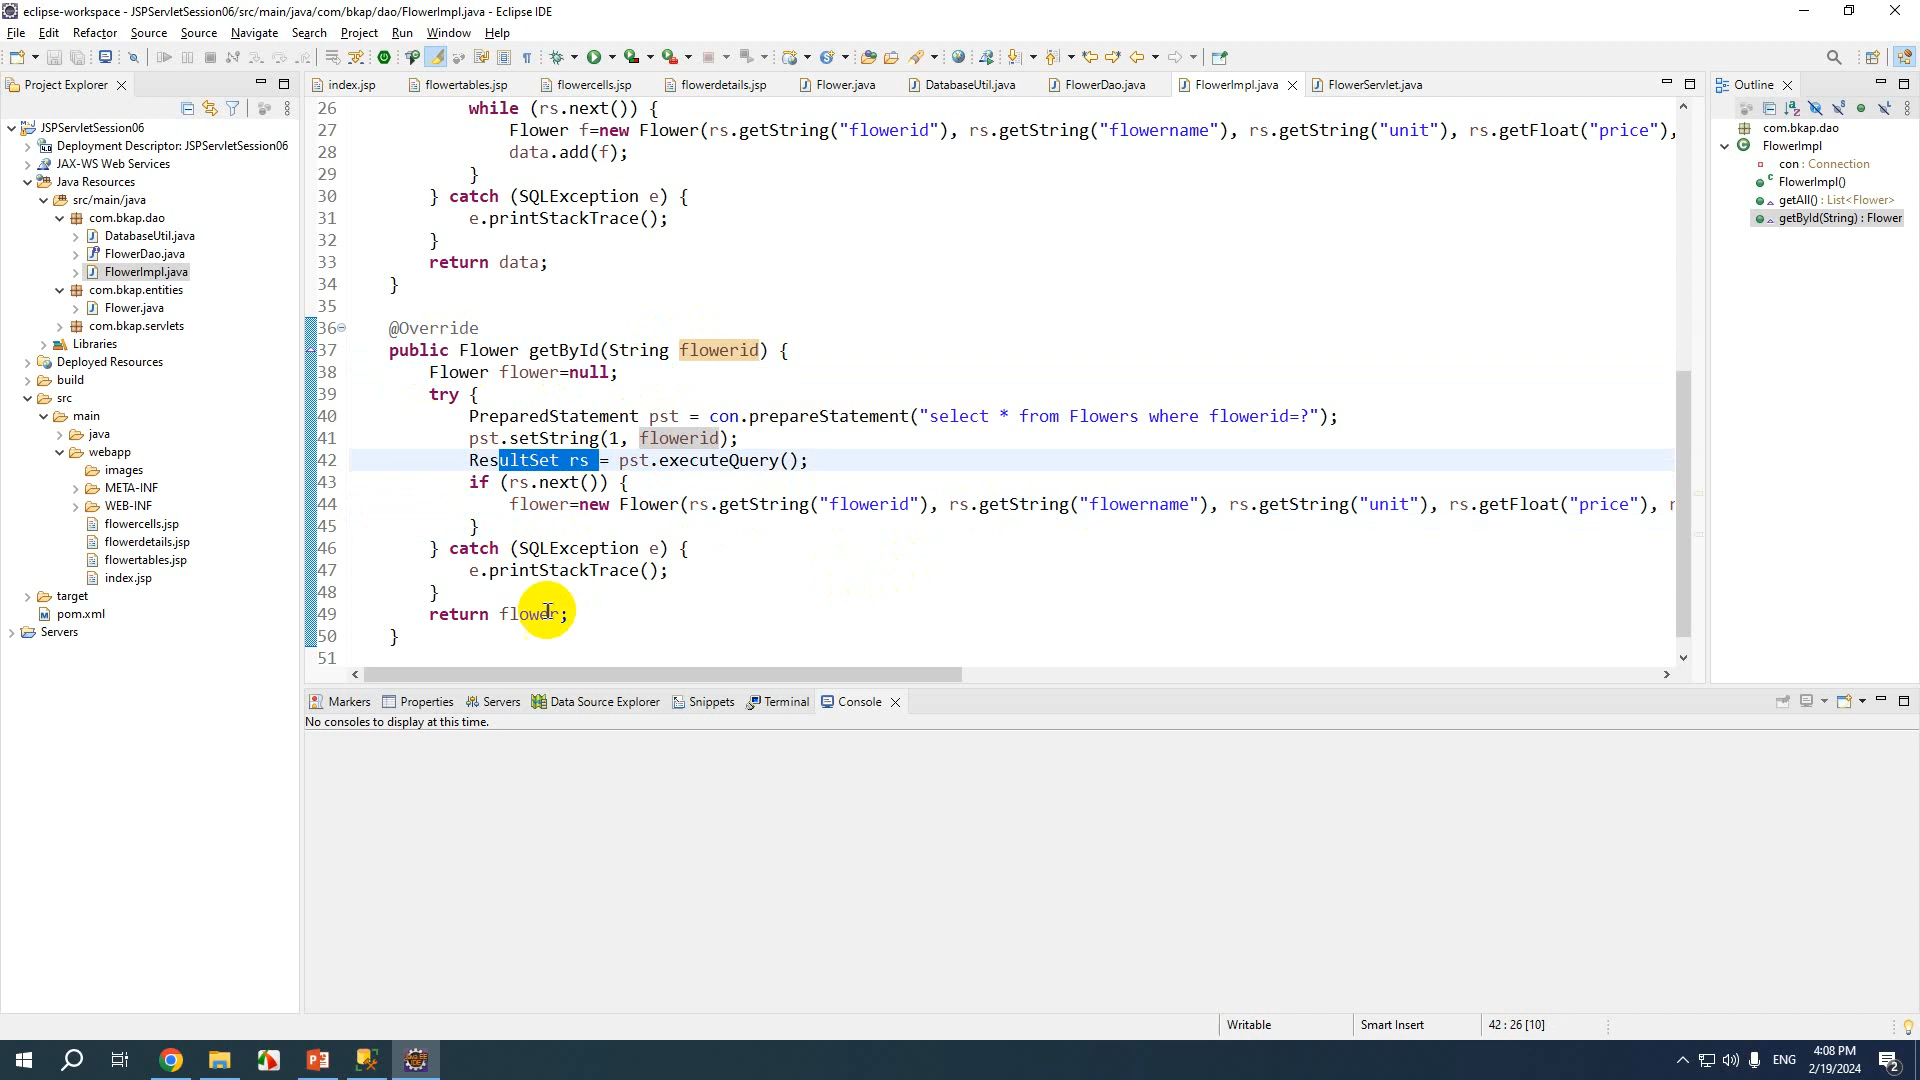 eclipse-workspace - JSPServletSession06/src/main/java/com/bkap/dao/FlowerImpl.java - Eclipse IDE
File Edit Refactor Source Source Navigate Search Project Run Window Help
Project Explorer
index.jsp flowertables.jsp flowercells.jsp flowerdetails.jsp Flower.java DatabaseUtil.java FlowerDao.java FlowerImpl.java FlowerServlet.java
Outline
JSPServletSession06
Deployment Descriptor: JSPServletSession06
JAX-WS Web Services
Java Resources
src/main/java
com.bkap.dao
DatabaseUtil.java
FlowerDao.java
FlowerImpl.java
com.bkap.entities
Flower.java
com.bkap.servlets
Libraries
Deployed Resources
build
src
main
java
webapp
images
META-INF
WEB-INF
flowercells.jsp
flowerdetails.jsp
flowertables.jsp
index.jsp
target
pom.xml
Servers
26 while (rs.next()) {
27 Flower f=new Flower(rs.getString("flowerid"), rs.getString("flowername"), rs.getString("unit"), rs.getFloat("price"),
28 data.add(f);
29 }
30 } catch (SQLException e) {
31 e.printStackTrace();
32 }
33 return data;
34 }
35
36 @Override
37 public Flower getById(String flowerid) {
38 Flower flower=null;
39 try {
40 PreparedStatement pst = con.prepareStatement("select * from Flowers where flowerid=?");
41 pst.setString(1, flowerid);
42 ResultSet rs = pst.executeQuery();
43 if (rs.next()) {
44 flower=new Flower(rs.getString("flowerid"), rs.getString("flowername"), rs.getString("unit"), rs.getFloat("price"), r
45 }
46 } catch (SQLException e) {
47 e.printStackTrace();
48 }
49 return flower;
50 }
51
com.bkap.dao
FlowerImpl
con : Connection
FlowerImpl()
getAll() : List<Flower>
getById(String) : Flower
Markers Properties Servers Data Source Explorer Snippets Terminal Console
No consoles to display at this time.
Writable Smart Insert 42 : 26 [10]
ENG 4:08 PM
2/19/2024
2